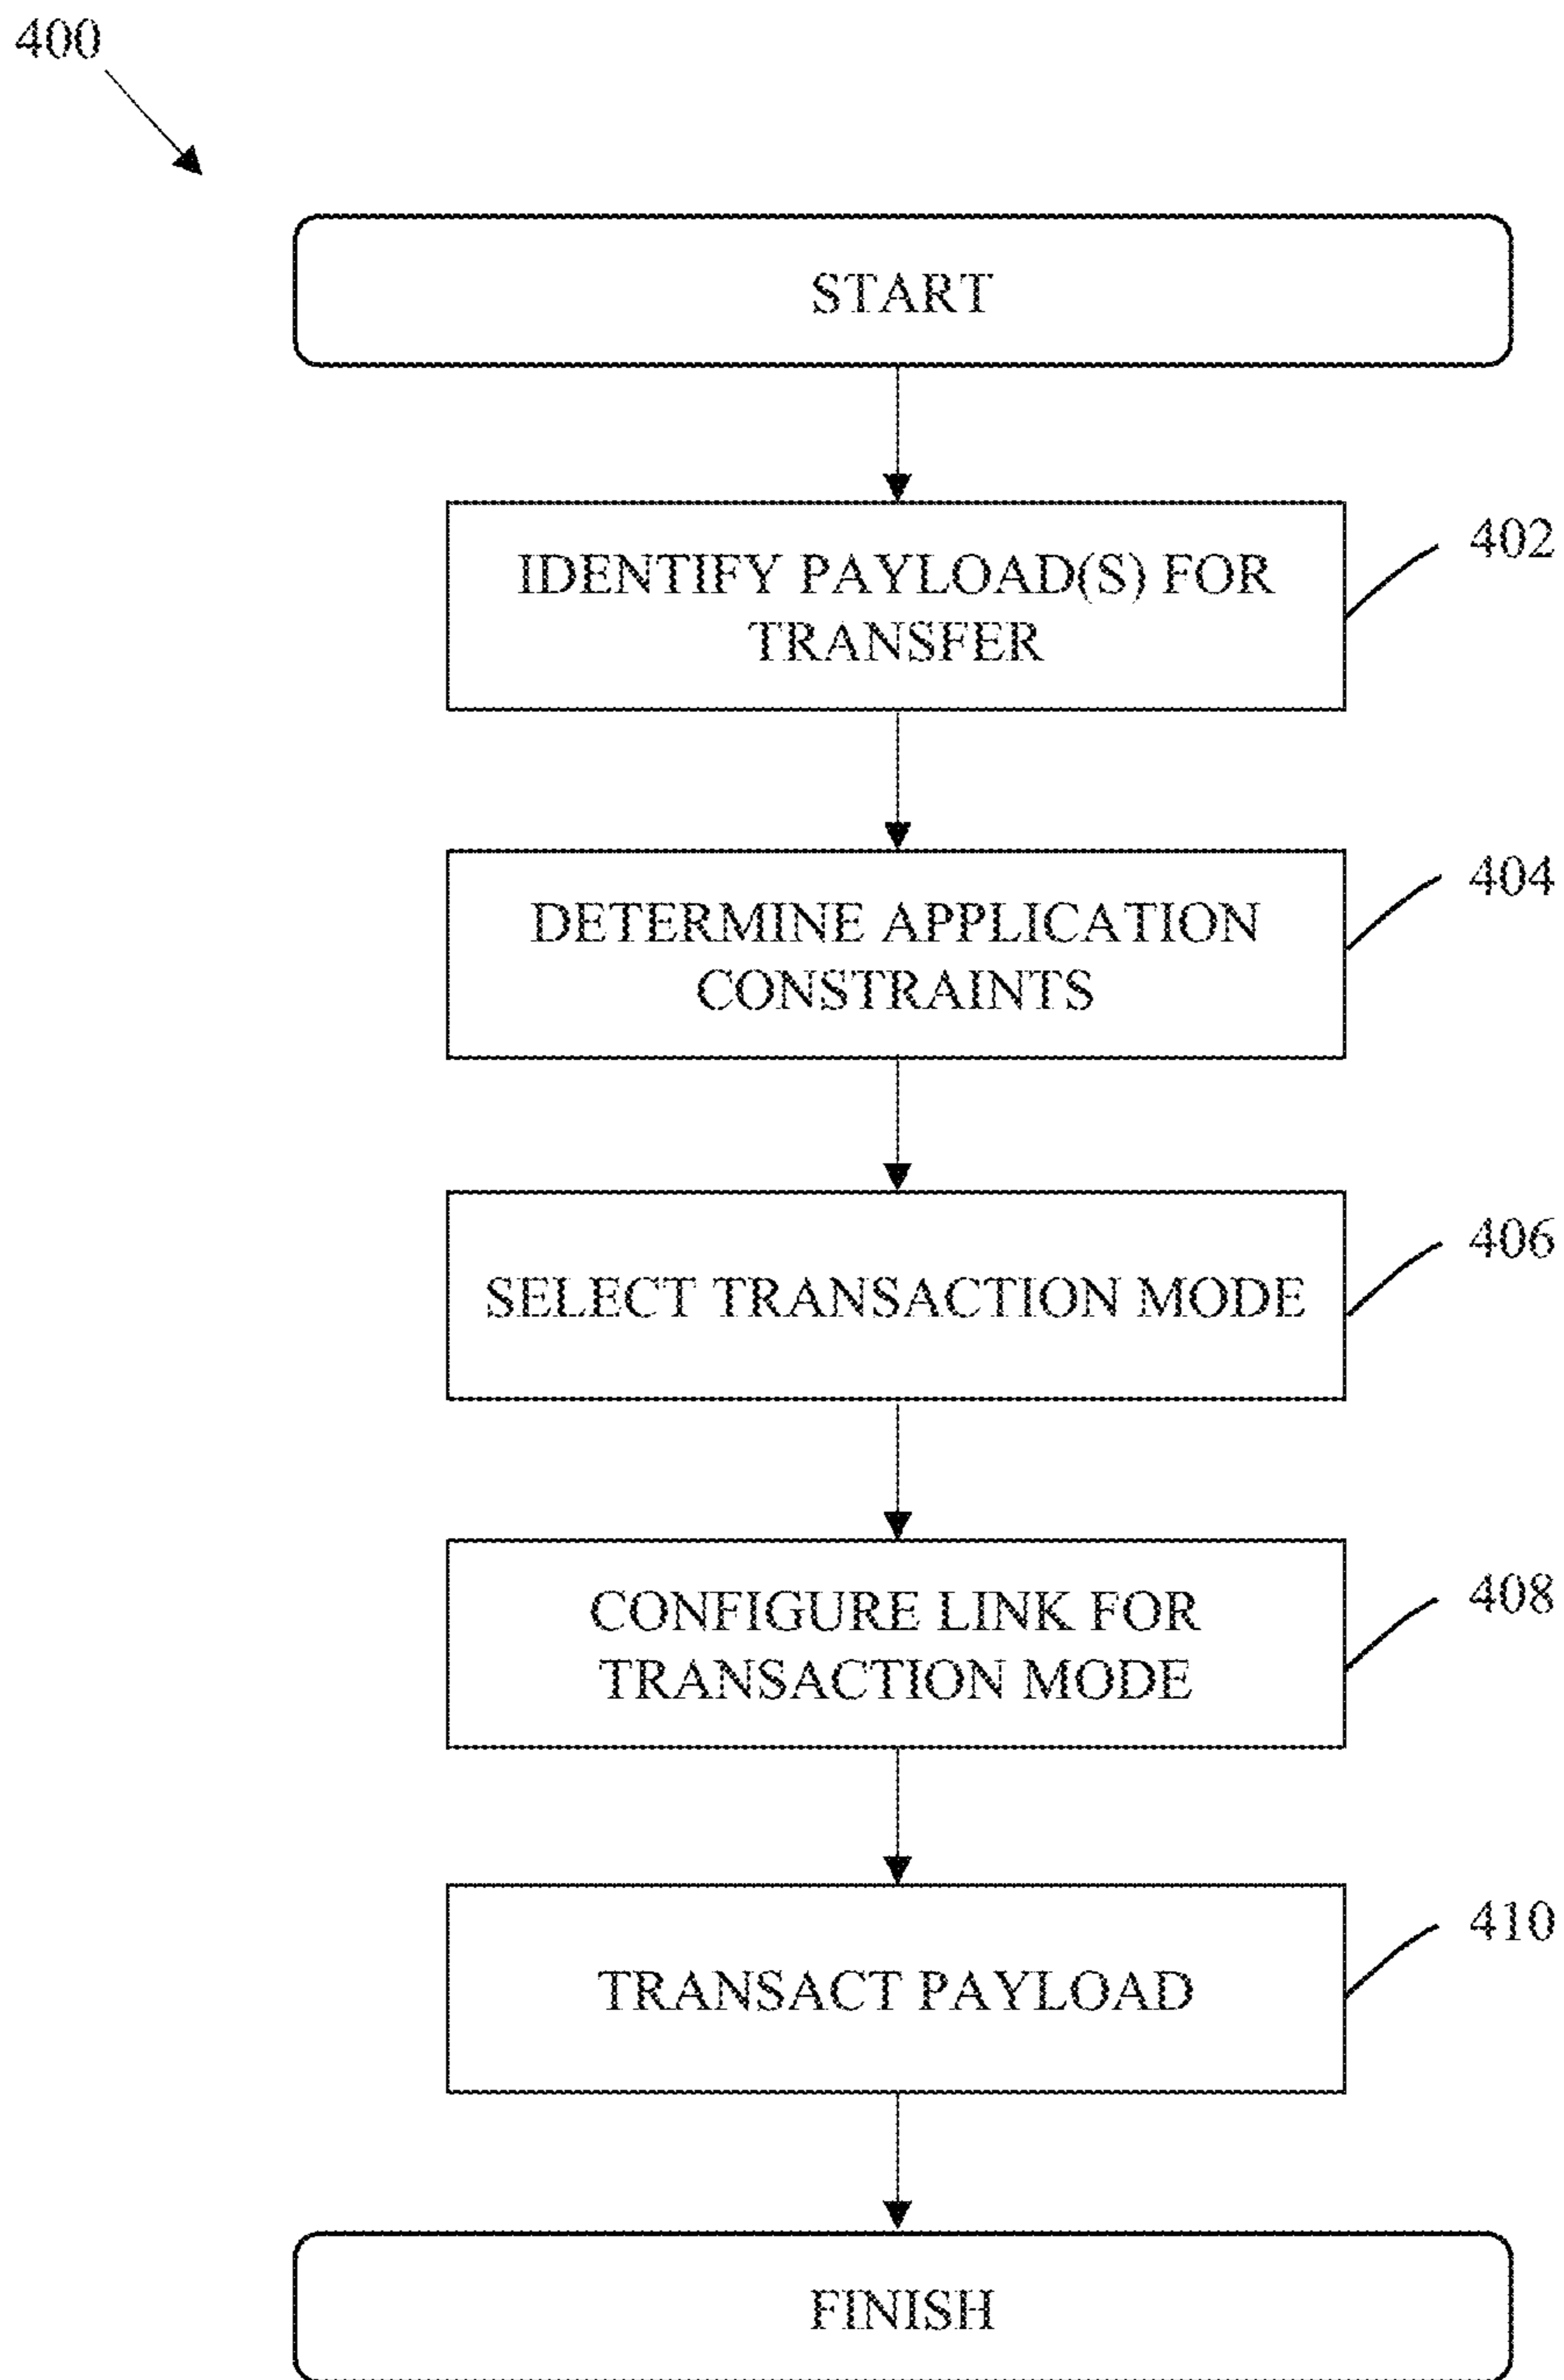 400
START
IDENTIFY PAYLOAD(S) FOR
TRANSFER
402
DETERMINE APPLICATION
CONSTRAINTS
404
SELECT TRANSACTION MODE
406
CONFIGURE LINK FOR
TRANSACTION MODE
408
TRANSACT PAYLOAD
410
FINISH